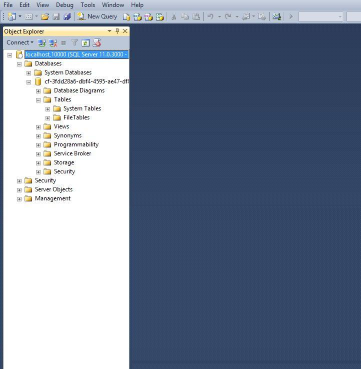 File Edit View Debug Tools Window Help
New Query
Object Explorer
Connect
localhost,10000 (SQL Server 11.0.3000 -
Databases
System Databases
cf-3fdd28a6-dbf4-4595-ae47-dff
Database Diagrams
Tables
System Tables
FileTables
Views
Synonyms
Programmability
Service Broker
Storage
Security
Security
Server Objects
Management